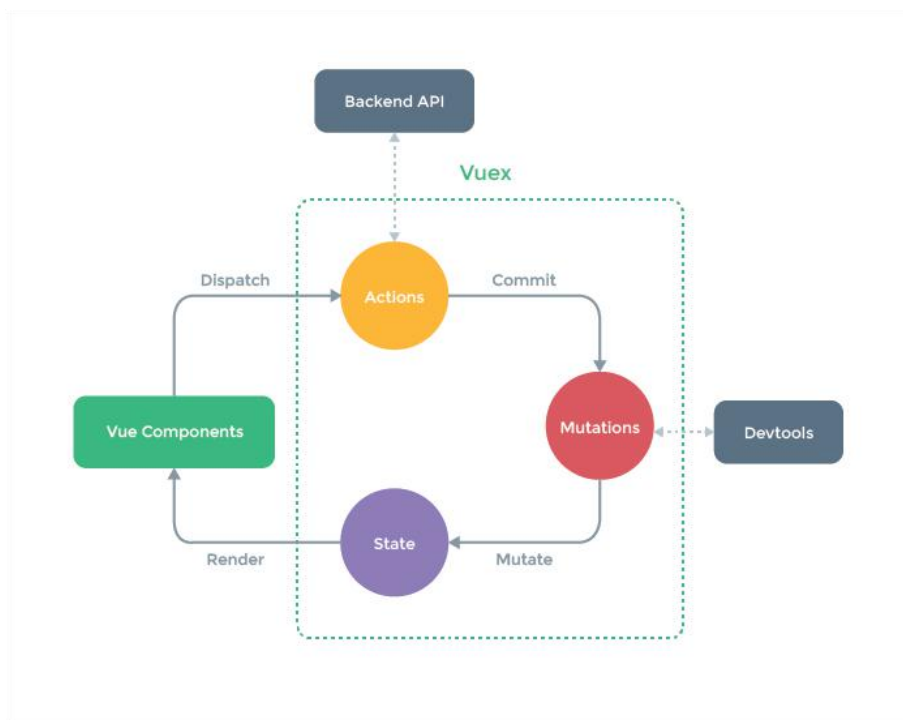 Backend API
Vuex
Dispatch
Commit
Actions
Vue Components
Mutations
Devtools
State
Render
Mutate